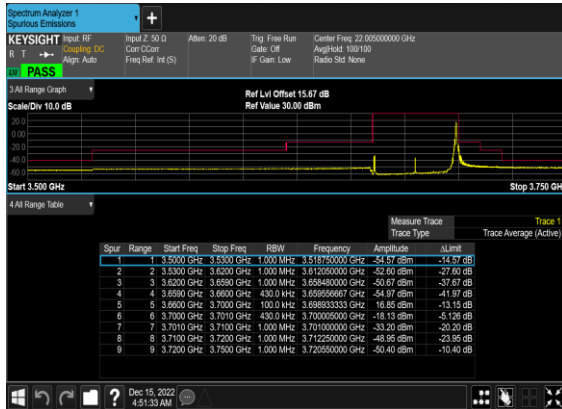 Spectrum Analyzer 1
Spurious Emissions
KEYSIGHT Input: RF Input Z: 50 Ω Atten: 20 dB Trig: Free Run Center Freq: 22.005000000 GHz
R T Coupling: DC Corr CCorr Gate: Off Avg|Hold: 100/100
Align: Auto Freq Ref: Int (S) IF Gain: Low Radio Std: None
LXI PASS
3 All Range Graph
Ref Lvl Offset 15.67 dB
Scale/Div 10.0 dB Ref Value 30.00 dBm
20.0
0.00
-20.0
-40.0
-60.0
Start 3.500 GHz Stop 3.750 GH
4 All Range Table
Measure Trace Trace 1
Trace Type Trace Average (Active)
Spur Range Start Freq Stop Freq RBW Frequency Amplitude ΔLimit
1 1 3.5000 GHz 3.5300 GHz 1.000 MHz 3.518750000 GHz -54.57 dBm -14.57 dB
2 2 3.5300 GHz 3.6200 GHz 1.000 MHz 3.612050000 GHz -52.60 dBm -27.60 dB
3 3 3.6200 GHz 3.6590 GHz 1.000 MHz 3.658480000 GHz -50.67 dBm -37.67 dB
4 4 3.6590 GHz 3.6600 GHz 430.0 kHz 3.659556667 GHz -54.97 dBm -41.97 dB
5 5 3.6600 GHz 3.7000 GHz 100.0 kHz 3.698933333 GHz 16.85 dBm -13.15 dB
6 6 3.7000 GHz 3.7010 GHz 430.0 kHz 3.700005000 GHz -18.13 dBm -5.126 dB
7 7 3.7010 GHz 3.7100 GHz 1.000 MHz 3.701000000 GHz -33.20 dBm -20.20 dB
8 8 3.7100 GHz 3.7200 GHz 1.000 MHz 3.712250000 GHz -48.95 dBm -23.95 dB
9 9 3.7200 GHz 3.7500 GHz 1.000 MHz 3.720550000 GHz -50.40 dBm -10.40 dB
Dec 15, 2022
4:51:33 AM